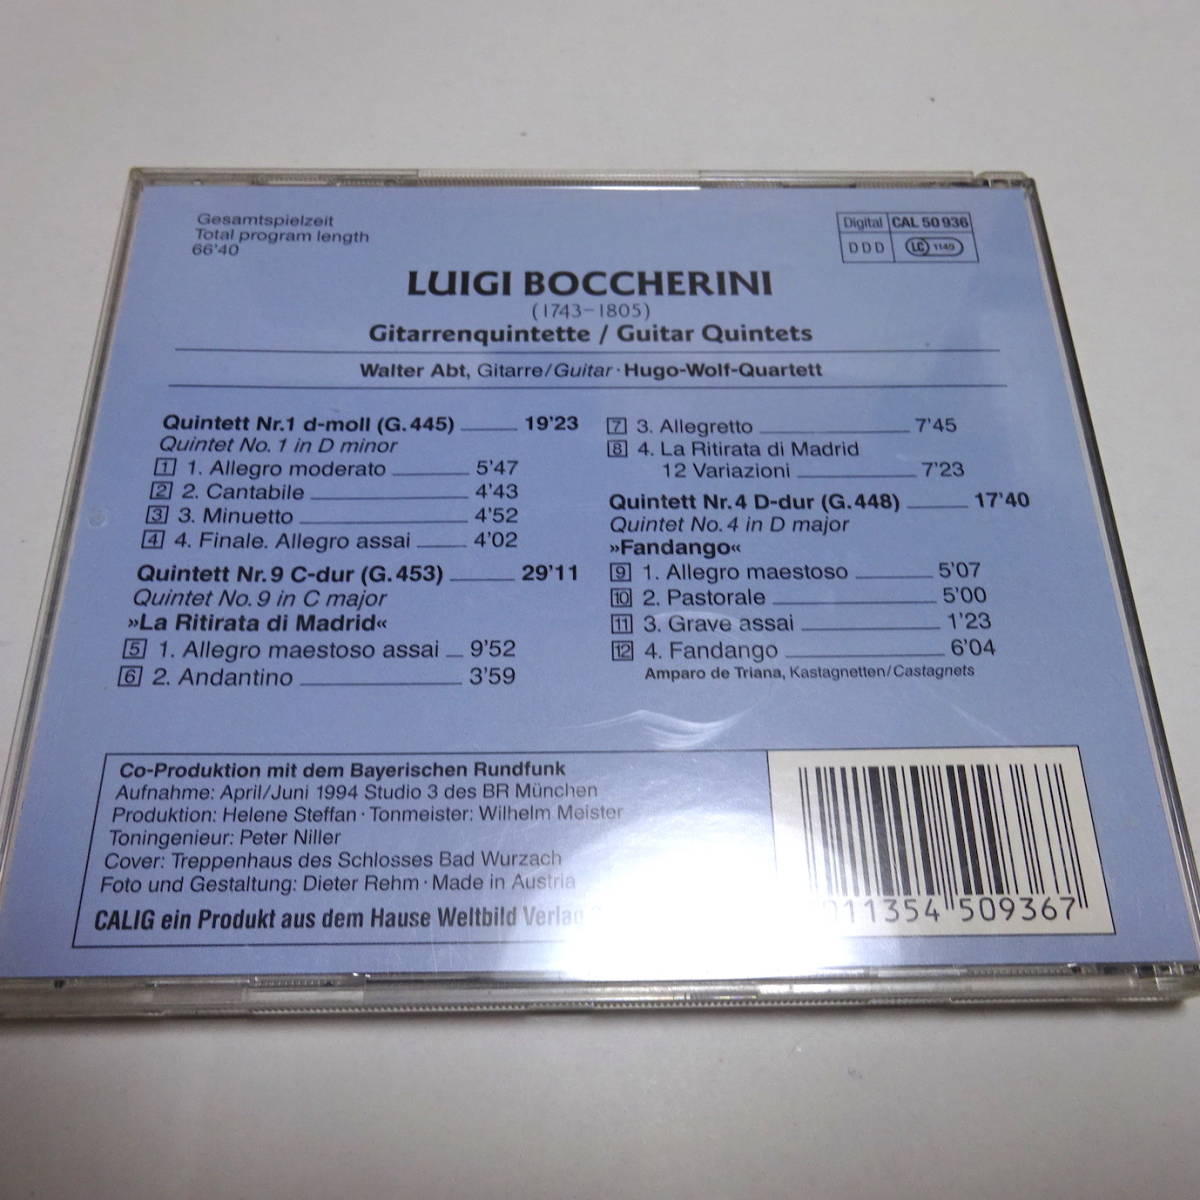 Gesamtspielzeit
Total program length
66'40
Digital CAL 50 936
DDD LC 1145
LUIGI BOCCHERINI
(1743–1805)
Gitarrenquintette / Guitar Quintets
Walter Abt, Gitarre/Guitar · Hugo-Wolf-Quartett
Quintett Nr.1 d-moll (G.445) 19'23
Quintet No. 1 in D minor
1 1. Allegro moderato 5'47
2 2. Cantabile 4'43
3 3. Minuetto 4'52
4 4. Finale. Allegro assai 4'02
Quintett Nr.9 C-dur (G.453) 29'11
Quintet No. 9 in C major
»La Ritirata di Madrid«
5 1. Allegro maestoso assai 9'52
6 2. Andantino 3'59
7 3. Allegretto 7'45
8 4. La Ritirata di Madrid
12 Variazioni 7'23
Quintett Nr.4 D-dur (G.448) 17'40
Quintet No. 4 in D major
»Fandango«
9 1. Allegro maestoso 5'07
10 2. Pastorale 5'00
11 3. Grave assai 1'23
12 4. Fandango 6'04
Amparo de Triana, Kastagnetten/Castagnets
Co-Produktion mit dem Bayerischen Rundfunk
Aufnahme: April/Juni 1994 Studio 3 des BR München
Produktion: Helene Steffan · Tonmeister: Wilhelm Meister
Toningenieur: Peter Niller
Cover: Treppenhaus des Schlosses Bad Wurzach
Foto und Gestaltung: Dieter Rehm · Made in Austria
CALIG ein Produkt aus dem Hause Weltbild Verlag
011354 509367